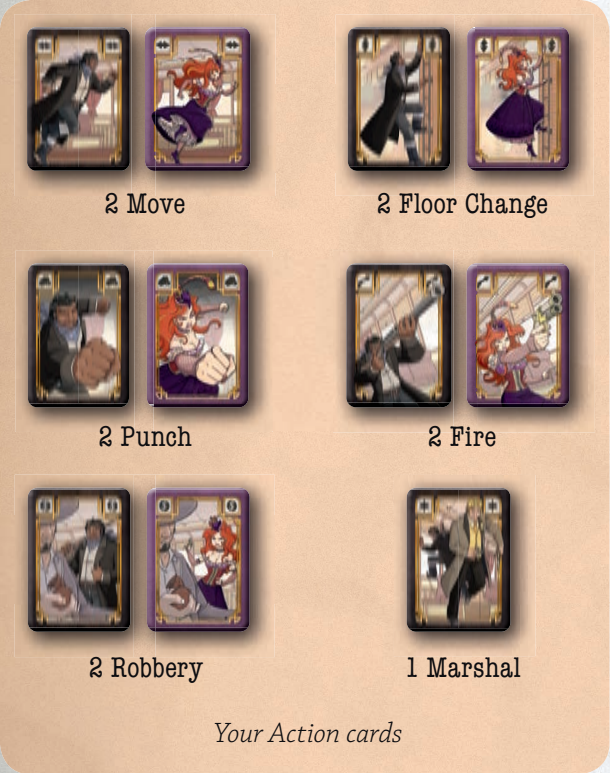 2 Move
2 Floor Change
2 Punch
2 Fire
2 Robbery
1 Marshal
Your Action cards